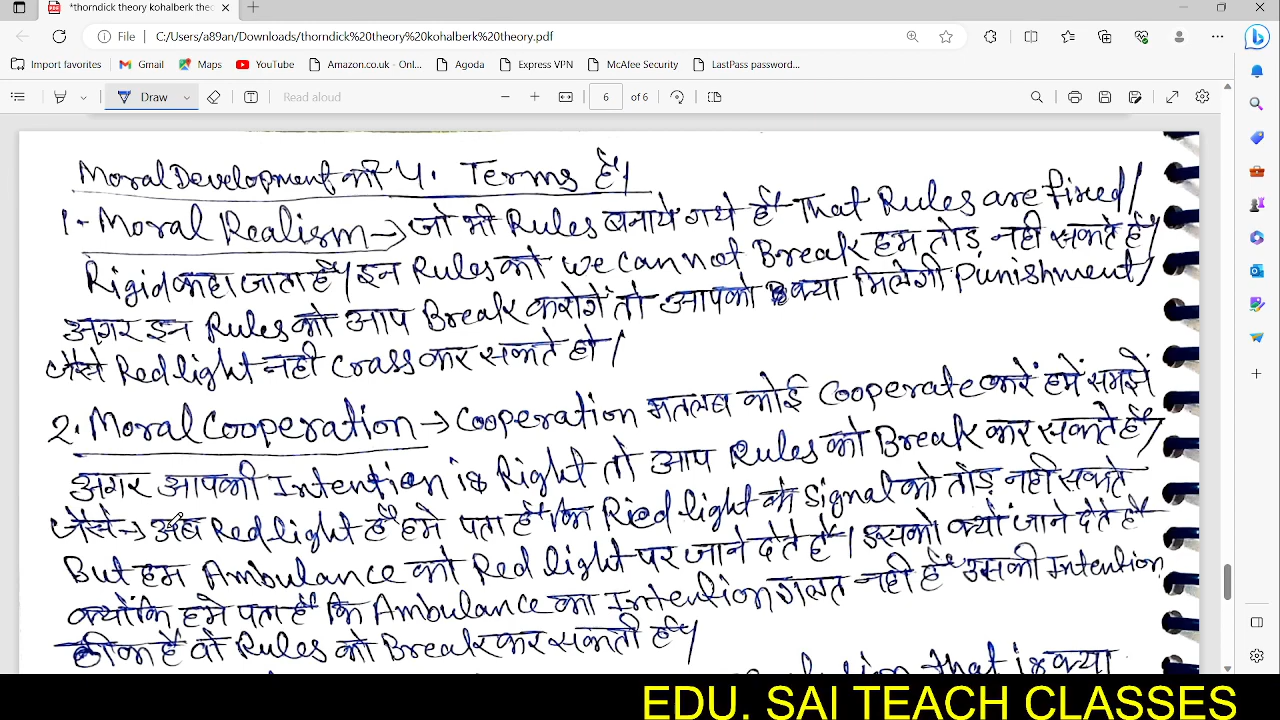 *thorndick theory kohalberk theo
File
C:/Users/a89an/Downloads/thorndick%20theory%20kohalberk%20theory.pdf
Import favorites
Gmail
Maps
YouTube
Amazon.co.uk - Onl...
Agoda
Express VPN
McAfee Security
LastPass password...
Draw
Read aloud
6 of 6
Moral Development की 4. Terms हैं।
1- Moral Realism → जो भी Rules बनाये गये हैं That Rules are fixed/
Rigid कहा जाता है। इन Rules को we cannot Break हम तोड़ नही सकते हैं।
अगर इन Rules को आप Break करोगें तो आपको क्या मिलेगी Punishment/
जैसे Red light नही Crass कर सकते हो।
2. Moral Cooperation → Cooperation मतलब कोई Cooperate करें हमें समझें
अगर आपकी Intention is Right तो आप Rules को Break कर सकते हैं।
जैसे → Red light है हमे पता है कि Red light के Signal को तोड़ नही सकते
But हम Ambulance को Red light पर जाने देते हैं। इसको क्यों जाने देते हैं
क्योंकि हमे पता है कि Ambulance का Intention गलत नही है उसकी Intention
ठीक है वो Rules को Break कर सकती है।
that is क्या
EDU. SAI TEACH CLASSES